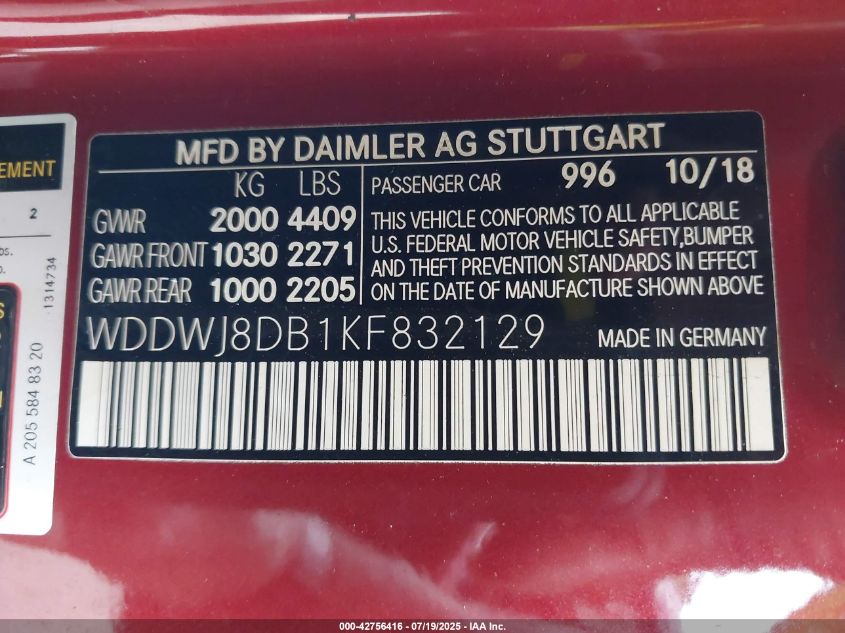 MFD BY DAIMLER AG STUTTGART
KG LBS
GVWR 2000 4409
GAWR FRONT 1030 2271
GAWR REAR 1000 2205
PASSENGER CAR 996 10/18
THIS VEHICLE CONFORMS TO ALL APPLICABLE
U.S. FEDERAL MOTOR VEHICLE SAFETY,BUMPER
AND THEFT PREVENTION STANDARDS IN EFFECT
ON THE DATE OF MANUFACTURE SHOWN ABOVE
WDDWJ8DB1KF832129 MADE IN GERMANY
EMENT
2
1314734
A 205 584 83 20
000-42756416 - 07/19/2025 - IAA Inc.